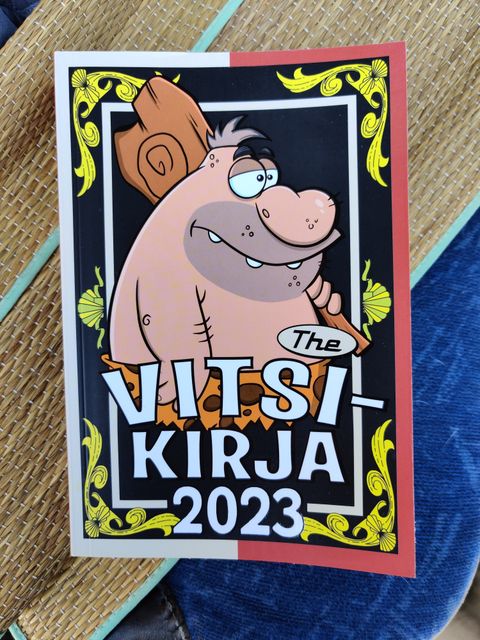 The
VITSI-
KIRJA
2023